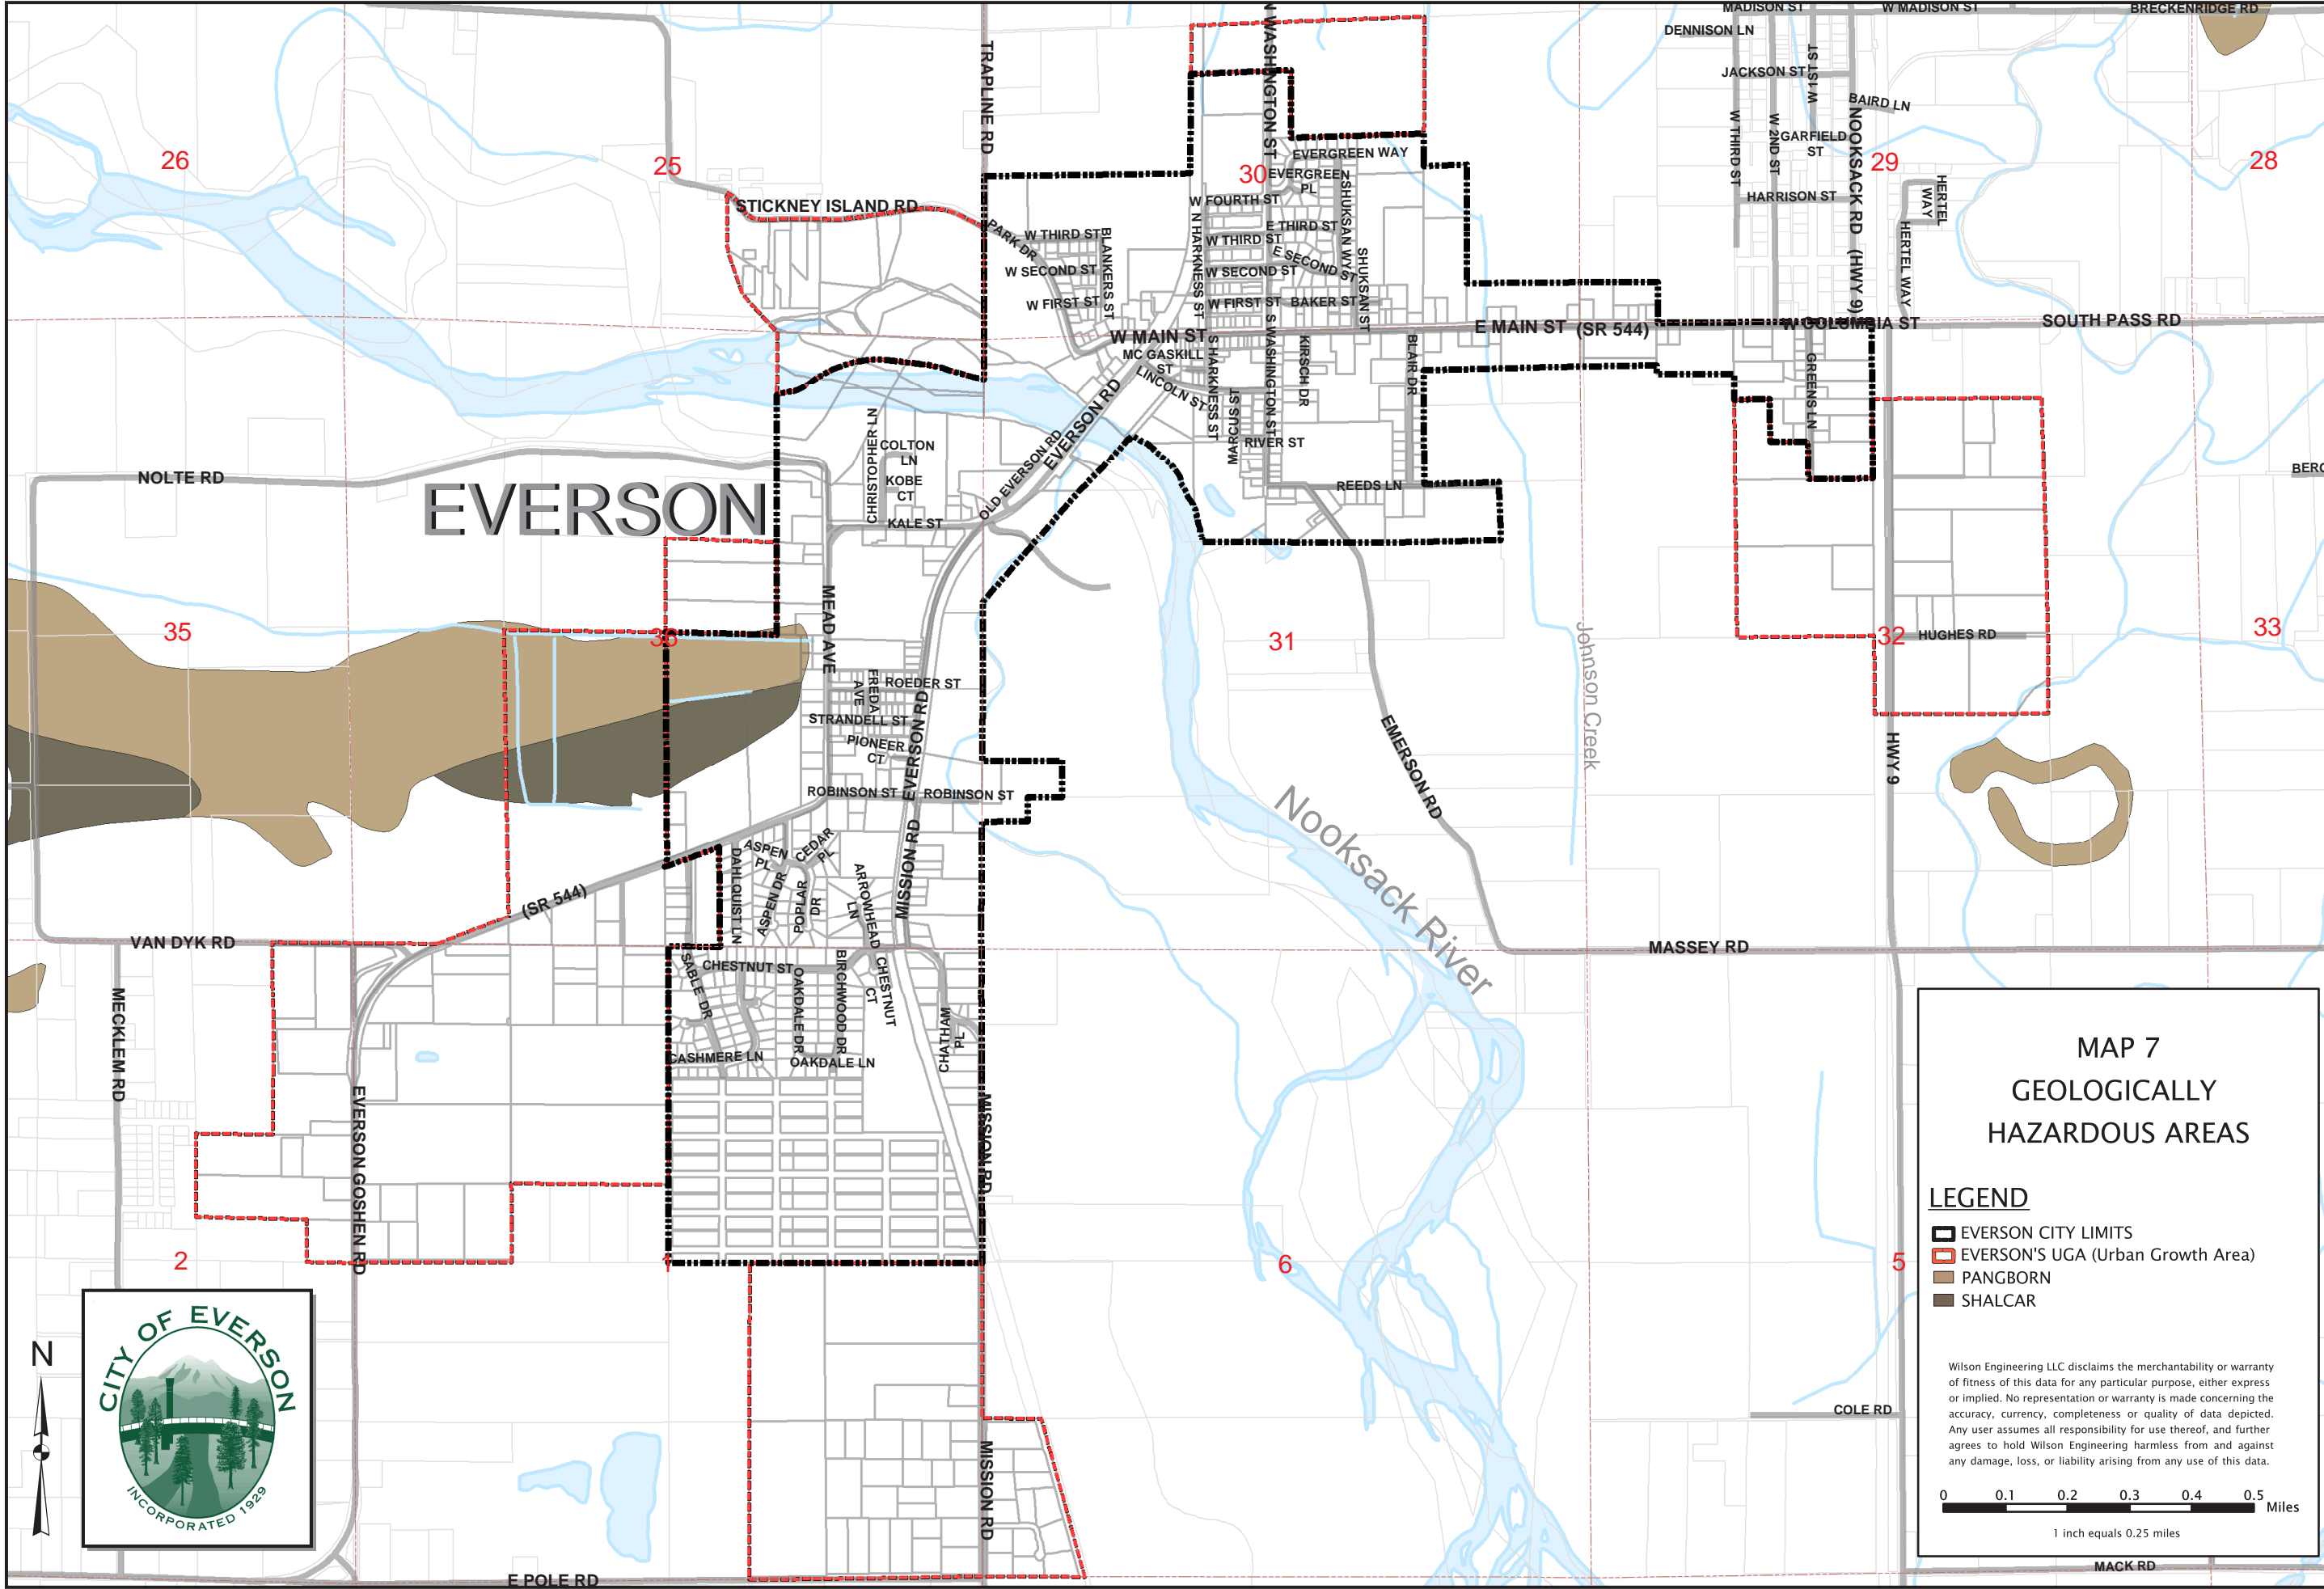 MADISON ST
W MADISON ST
BRECKENRIDGE RD
DENNISON LN
JACKSON ST
W 1ST ST
BAIRD LN
W THIRD ST
W 2ND ST
GARFIELD
ST
NOOKSACK RD (HWY 9)
HARRISON ST
HERTEL
WAY
HERTEL WAY
26
25
30
29
28
TRAPLINE RD
N WASHINGTON ST
EVERGREEN WAY
EVERGREEN
PL
STICKNEY ISLAND RD
PARK DR
W THIRD ST
BLANKERS ST
W SECOND ST
W FIRST ST
W FOURTH ST
N HARKNESS ST
E THIRD ST
W THIRD ST
E SECOND ST
W SECOND ST
N SHUKSAN WY
SHUKSAN ST
W FIRST ST
BAKER ST
W MAIN ST
E MAIN ST (SR 544)
W COLUMBIA ST
SOUTH PASS RD
MC GASKILL
ST
LINCOLN ST
S HARKNESS ST
MARCUS ST
S WASHINGTON ST
KIRSCH DR
BLAIR DR
GREENS LN
RIVER ST
REEDS LN
NOLTE RD
EVERSON
CHRISTOPHER LN
COLTON
LN
KOBE
CT
KALE ST
OLD EVERSON RD
EVERSON RD
BERG
35
36
31
32
33
HUGHES RD
MEAD AVE
FREDA
AVE
ROEDER ST
STRANDELL ST
PIONEER
CT
EVERSON RD
ROBINSON ST
ROBINSON ST
Johnson Creek
EMERSON RD
HWY 9
Nooksack River
ASPEN
PL
CEDAR
PL
DAHLQUIST LN
ASPEN DR
POPLAR
DR
ARROWHEAD
LN
MISSION RD
(SR 544)
VAN DYK RD
MASSEY RD
MECKLEM RD
SABLE DR
CHESTNUT ST
OAKDALE DR
BIRCHWOOD DR
CHESTNUT
CT
CHATHAM
PL
CASHMERE LN
OAKDALE LN
EVERSON GOSHEN RD
MISSION RD
2
1
6
5
MISSION RD
COLE RD
E POLE RD
MACK RD
N
CITY OF EVERSON
INCORPORATED 1929
MAP 7
GEOLOGICALLY
HAZARDOUS AREAS
LEGEND
EVERSON CITY LIMITS
EVERSON'S UGA (Urban Growth Area)
PANGBORN
SHALCAR
Wilson Engineering LLC disclaims the merchantability or warranty
of fitness of this data for any particular purpose, either express
or implied. No representation or warranty is made concerning the
accuracy, currency, completeness or quality of data depicted.
Any user assumes all responsibility for use thereof, and further
agrees to hold Wilson Engineering harmless from and against
any damage, loss, or liability arising from any use of this data.
0 0.1 0.2 0.3 0.4 0.5
Miles
1 inch equals 0.25 miles